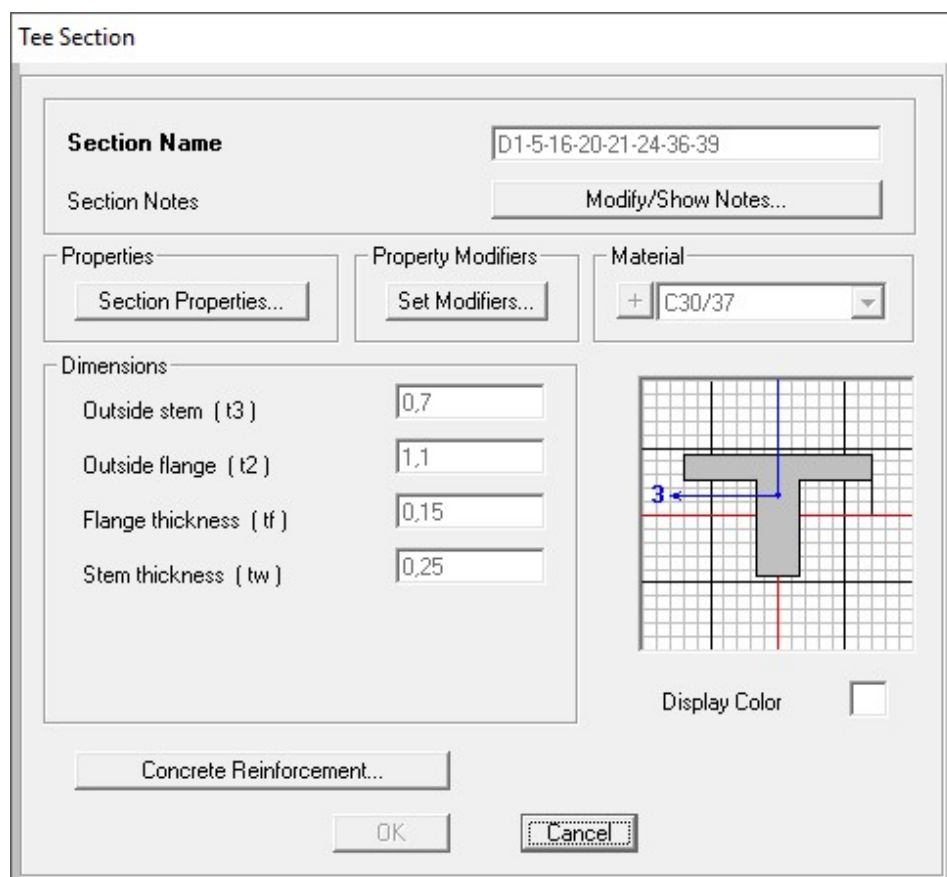 Tee Section
Section Name D1-5-16-20-21-24-36-39
Section Notes Modify/Show Notes...
Properties Property Modifiers Material
Section Properties... Set Modifiers... + C30/37
Dimensions
Outside stem ( t3 ) 0,7
Outside flange ( t2 ) 1,1
Flange thickness ( tf ) 0,15
Stem thickness ( tw ) 0,25
3
Display Color
Concrete Reinforcement...
OK Cancel